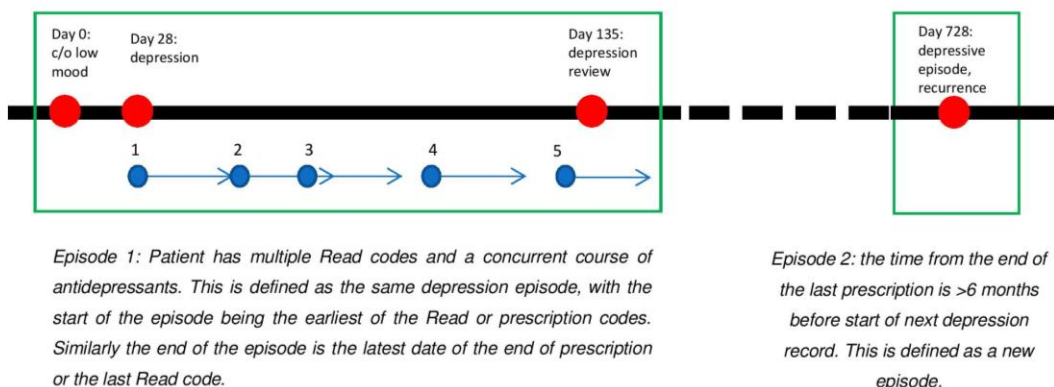 Day 0:
c/o low
mood
Day 28:
depression
Day 135:
depression
review
Day 728:
depressive
episode,
recurrence
1
2
3
4
5
Episode 1: Patient has multiple Read codes and a concurrent course of
antidepressants. This is defined as the same depression episode, with the
start of the episode being the earliest of the Read or prescription codes.
Similarly the end of the episode is the latest date of the end of prescription
or the last Read code.
Episode 2: the time from the end of
the last prescription is >6 months
before start of next depression
record. This is defined as a new
episode.